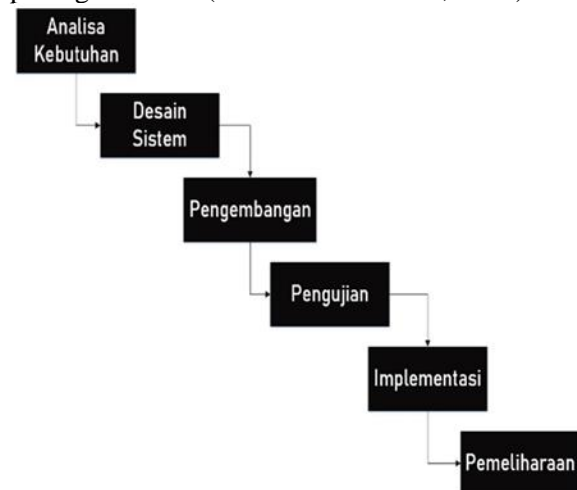 Analisa
Kebutuhan
Desain
Sistem
Pengembangan
Pengujian
Implementasi
Pemeliharaan